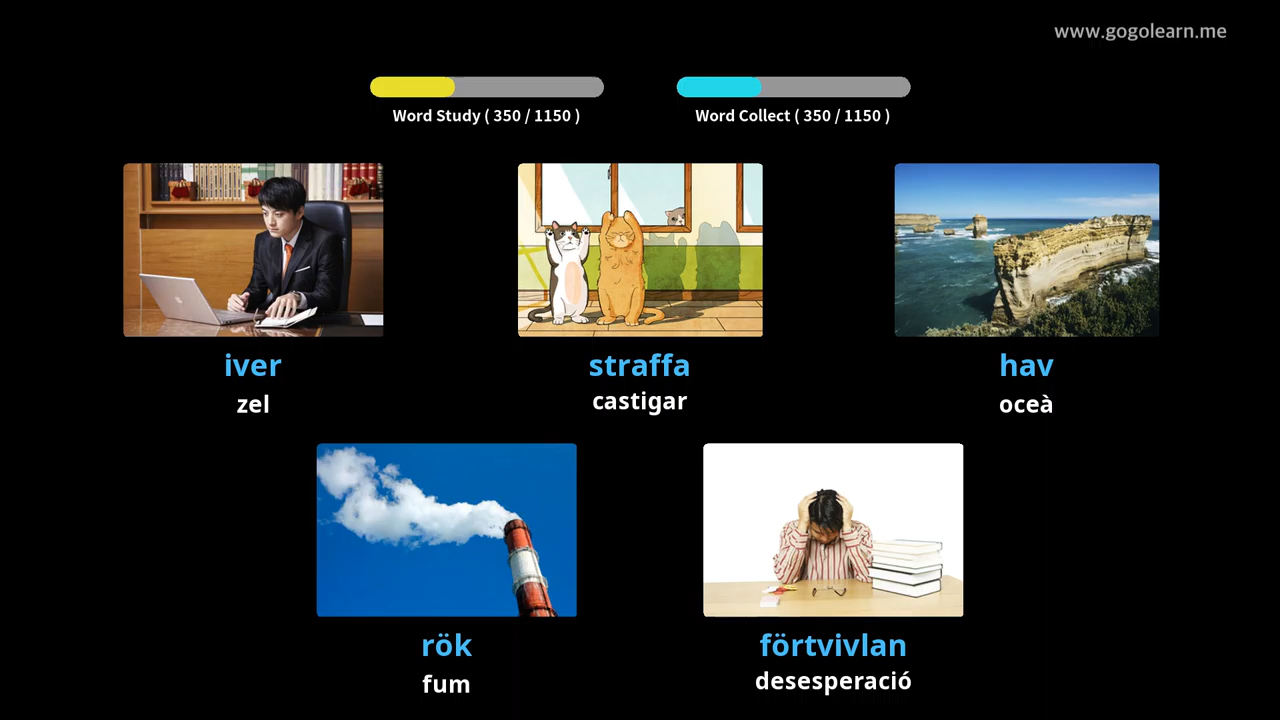 www.gogolearn.me
Word Study ( 350 / 1150 )
Word Collect ( 350 / 1150 )
iver
zel
straffa
castigar
hav
oceà
rök
fum
förtvivlan
desesperació